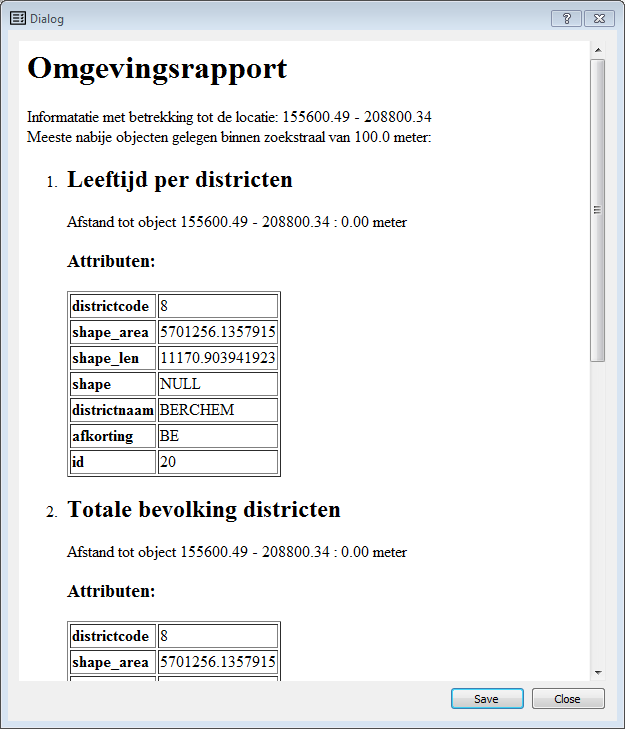 Dialog
Omgevingsrapport
Informatatie met betrekking tot de locatie: 155600.49 - 208800.34
Meeste nabije objecten gelegen binnen zoekstraal van 100.0 meter:
1. Leeftijd per districten
Afstand tot object 155600.49 - 208800.34 : 0.00 meter
Attributen:
districtcode 8
shape_area 5701256.1357915
shape_len 11170.903941923
shape NULL
districtnaam BERCHEM
afkorting BE
id 20
2. Totale bevolking districten
Afstand tot object 155600.49 - 208800.34 : 0.00 meter
Attributen:
districtcode 8
shape_area 5701256.1357915
Save Close